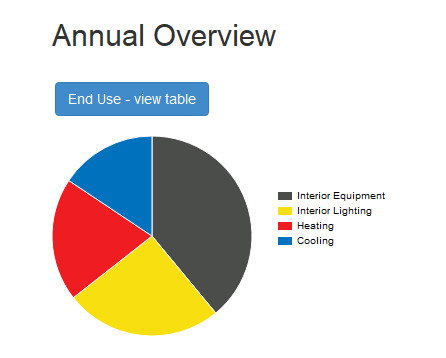 Annual Overview
End Use - view table
Interior Equipment
Interior Lighting
Heating
Cooling